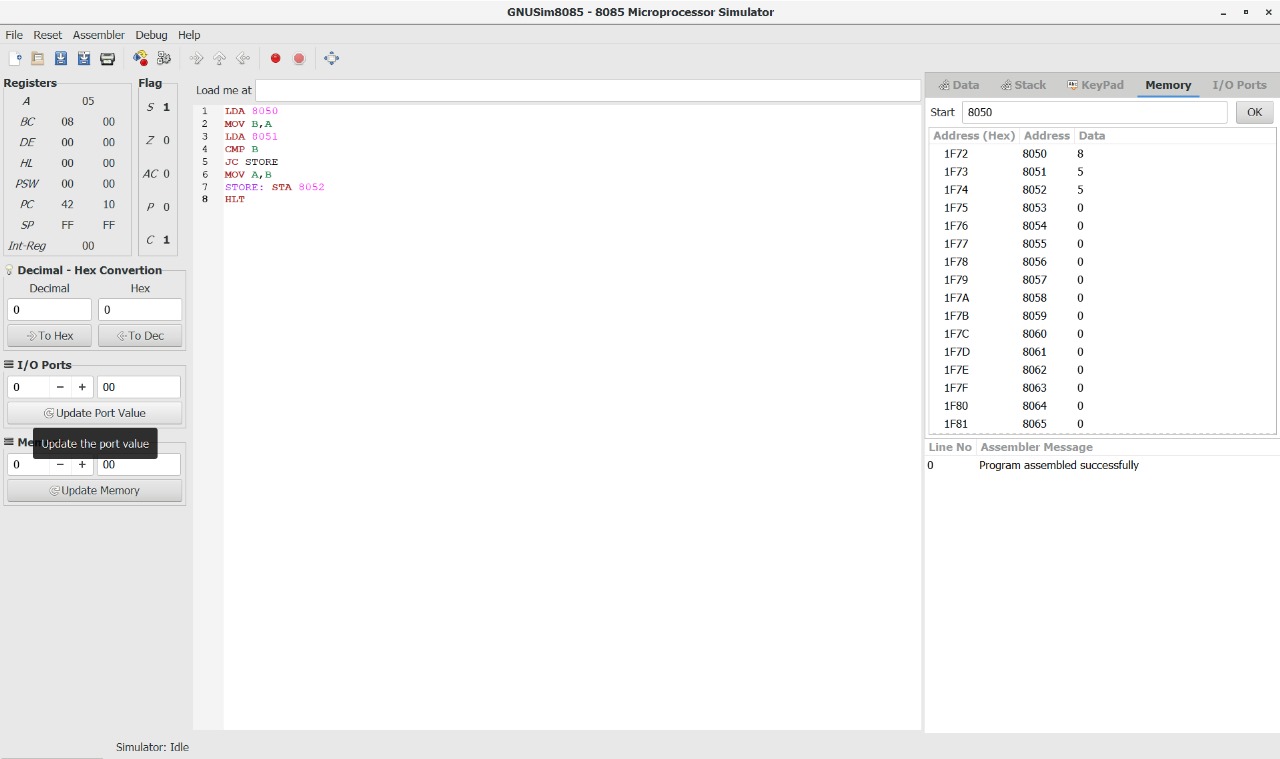 GNUSim8085 - 8085 Microprocessor Simulator
File Reset Assembler Debug Help
Registers
A 05
BC 08 00
DE 00 00
HL 00 00
PSW 00 00
PC 42 10
SP FF FF
Int-Reg 00
Flag
S 1
Z 0
AC 0
P 0
C 1
Decimal - Hex Convertion
Decimal Hex
0 0
To Hex To Dec
I/O Ports
0 − + 00
Update Port Value
Update the port value
0 − + 00
Update Memory
Load me at
1 LDA 8050
2 MOV B,A
3 LDA 8051
4 CMP B
5 JC STORE
6 MOV A,B
7 STORE: STA 8052
8 HLT
Data Stack KeyPad Memory I/O Ports
Start 8050 OK
Address (Hex) Address Data
1F72 8050 8
1F73 8051 5
1F74 8052 5
1F75 8053 0
1F76 8054 0
1F77 8055 0
1F78 8056 0
1F79 8057 0
1F7A 8058 0
1F7B 8059 0
1F7C 8060 0
1F7D 8061 0
1F7E 8062 0
1F7F 8063 0
1F80 8064 0
1F81 8065 0
Line No Assembler Message
0 Program assembled successfully
Simulator: Idle